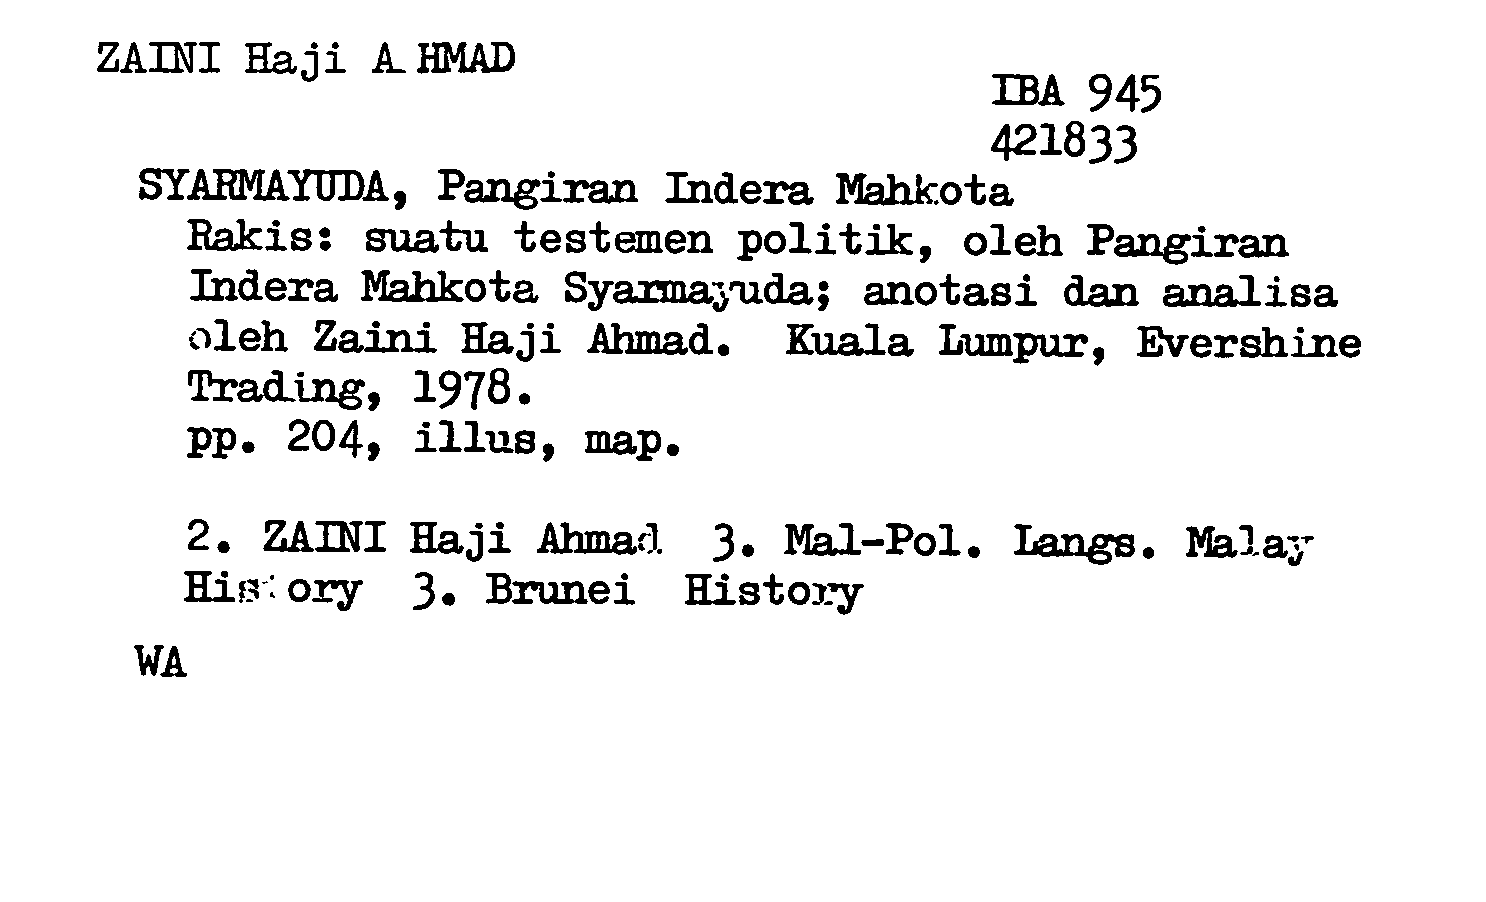 ZAINI Haji A HMAD
IBA 945
421833
SYARMAYUDA, Pangiran Indera Mahkota
Rakis: suatu testemen politik, oleh Pangiran
Indera Mahkota Syarmayuda; anotasi dan analisa
oleh Zaini Haji Ahmad. Kuala Lumpur, Evershine
Trading, 1978.
pp. 204, illus, map.
2. ZAINI Haji Ahmad 3. Mal-Pol. Langs. Malay
History 3. Brunei History
WA